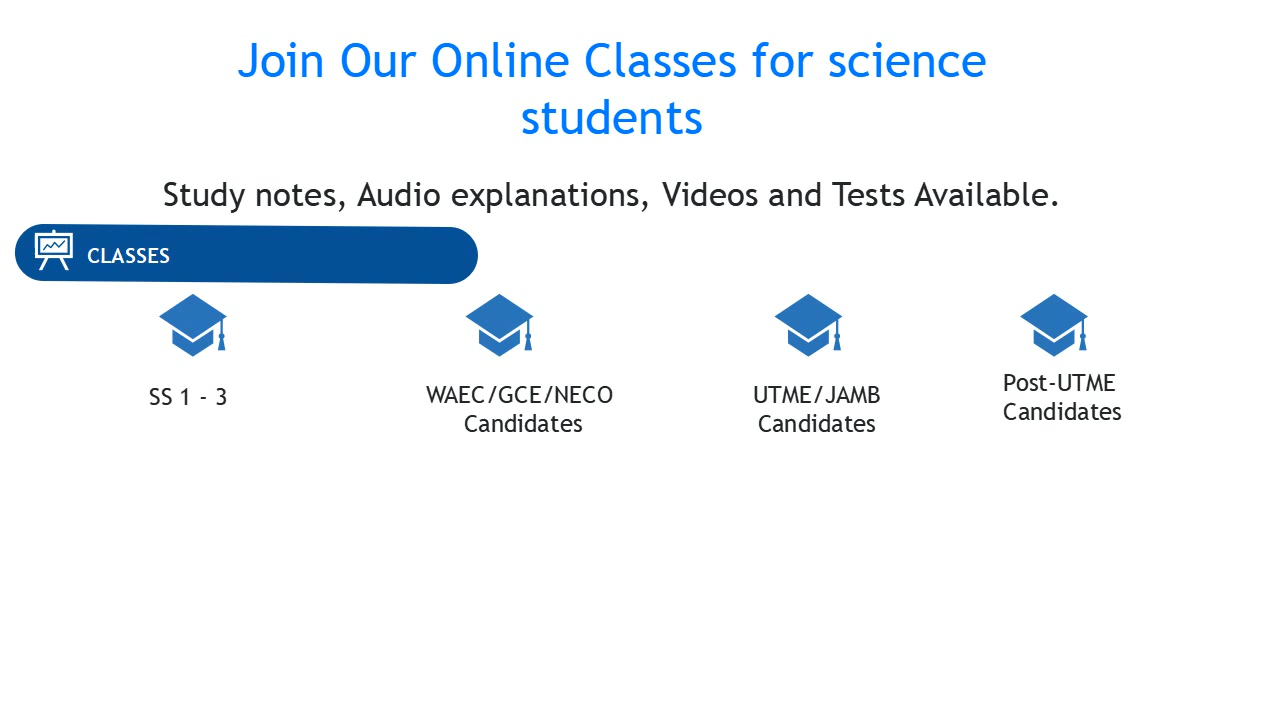 Join Our Online Classes for science
students
Study notes, Audio explanations, Videos and Tests Available.
CLASSES
SS 1 - 3
WAEC/GCE/NECO
Candidates
UTME/JAMB
Candidates
Post-UTME
Candidates